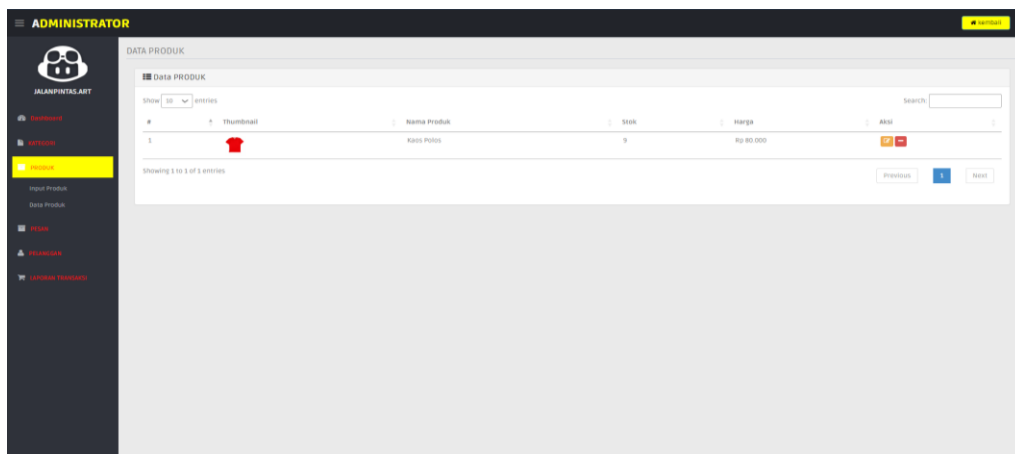 ADMINISTRATOR
Kembali
JALANPINTAS.ART
Dashboard
KATEGORI
PRODUK
Input Produk
Data Produk
PESAN
PELANGGAN
LAPORAN TRANSAKSI
DATA PRODUK
Data PRODUK
Show 10 entries
Search:
# Thumbnail Nama Produk Stok Harga Aksi
1 Kaos Polos 9 Rp 80.000
Showing 1 to 1 of 1 entries
Previous 1 Next